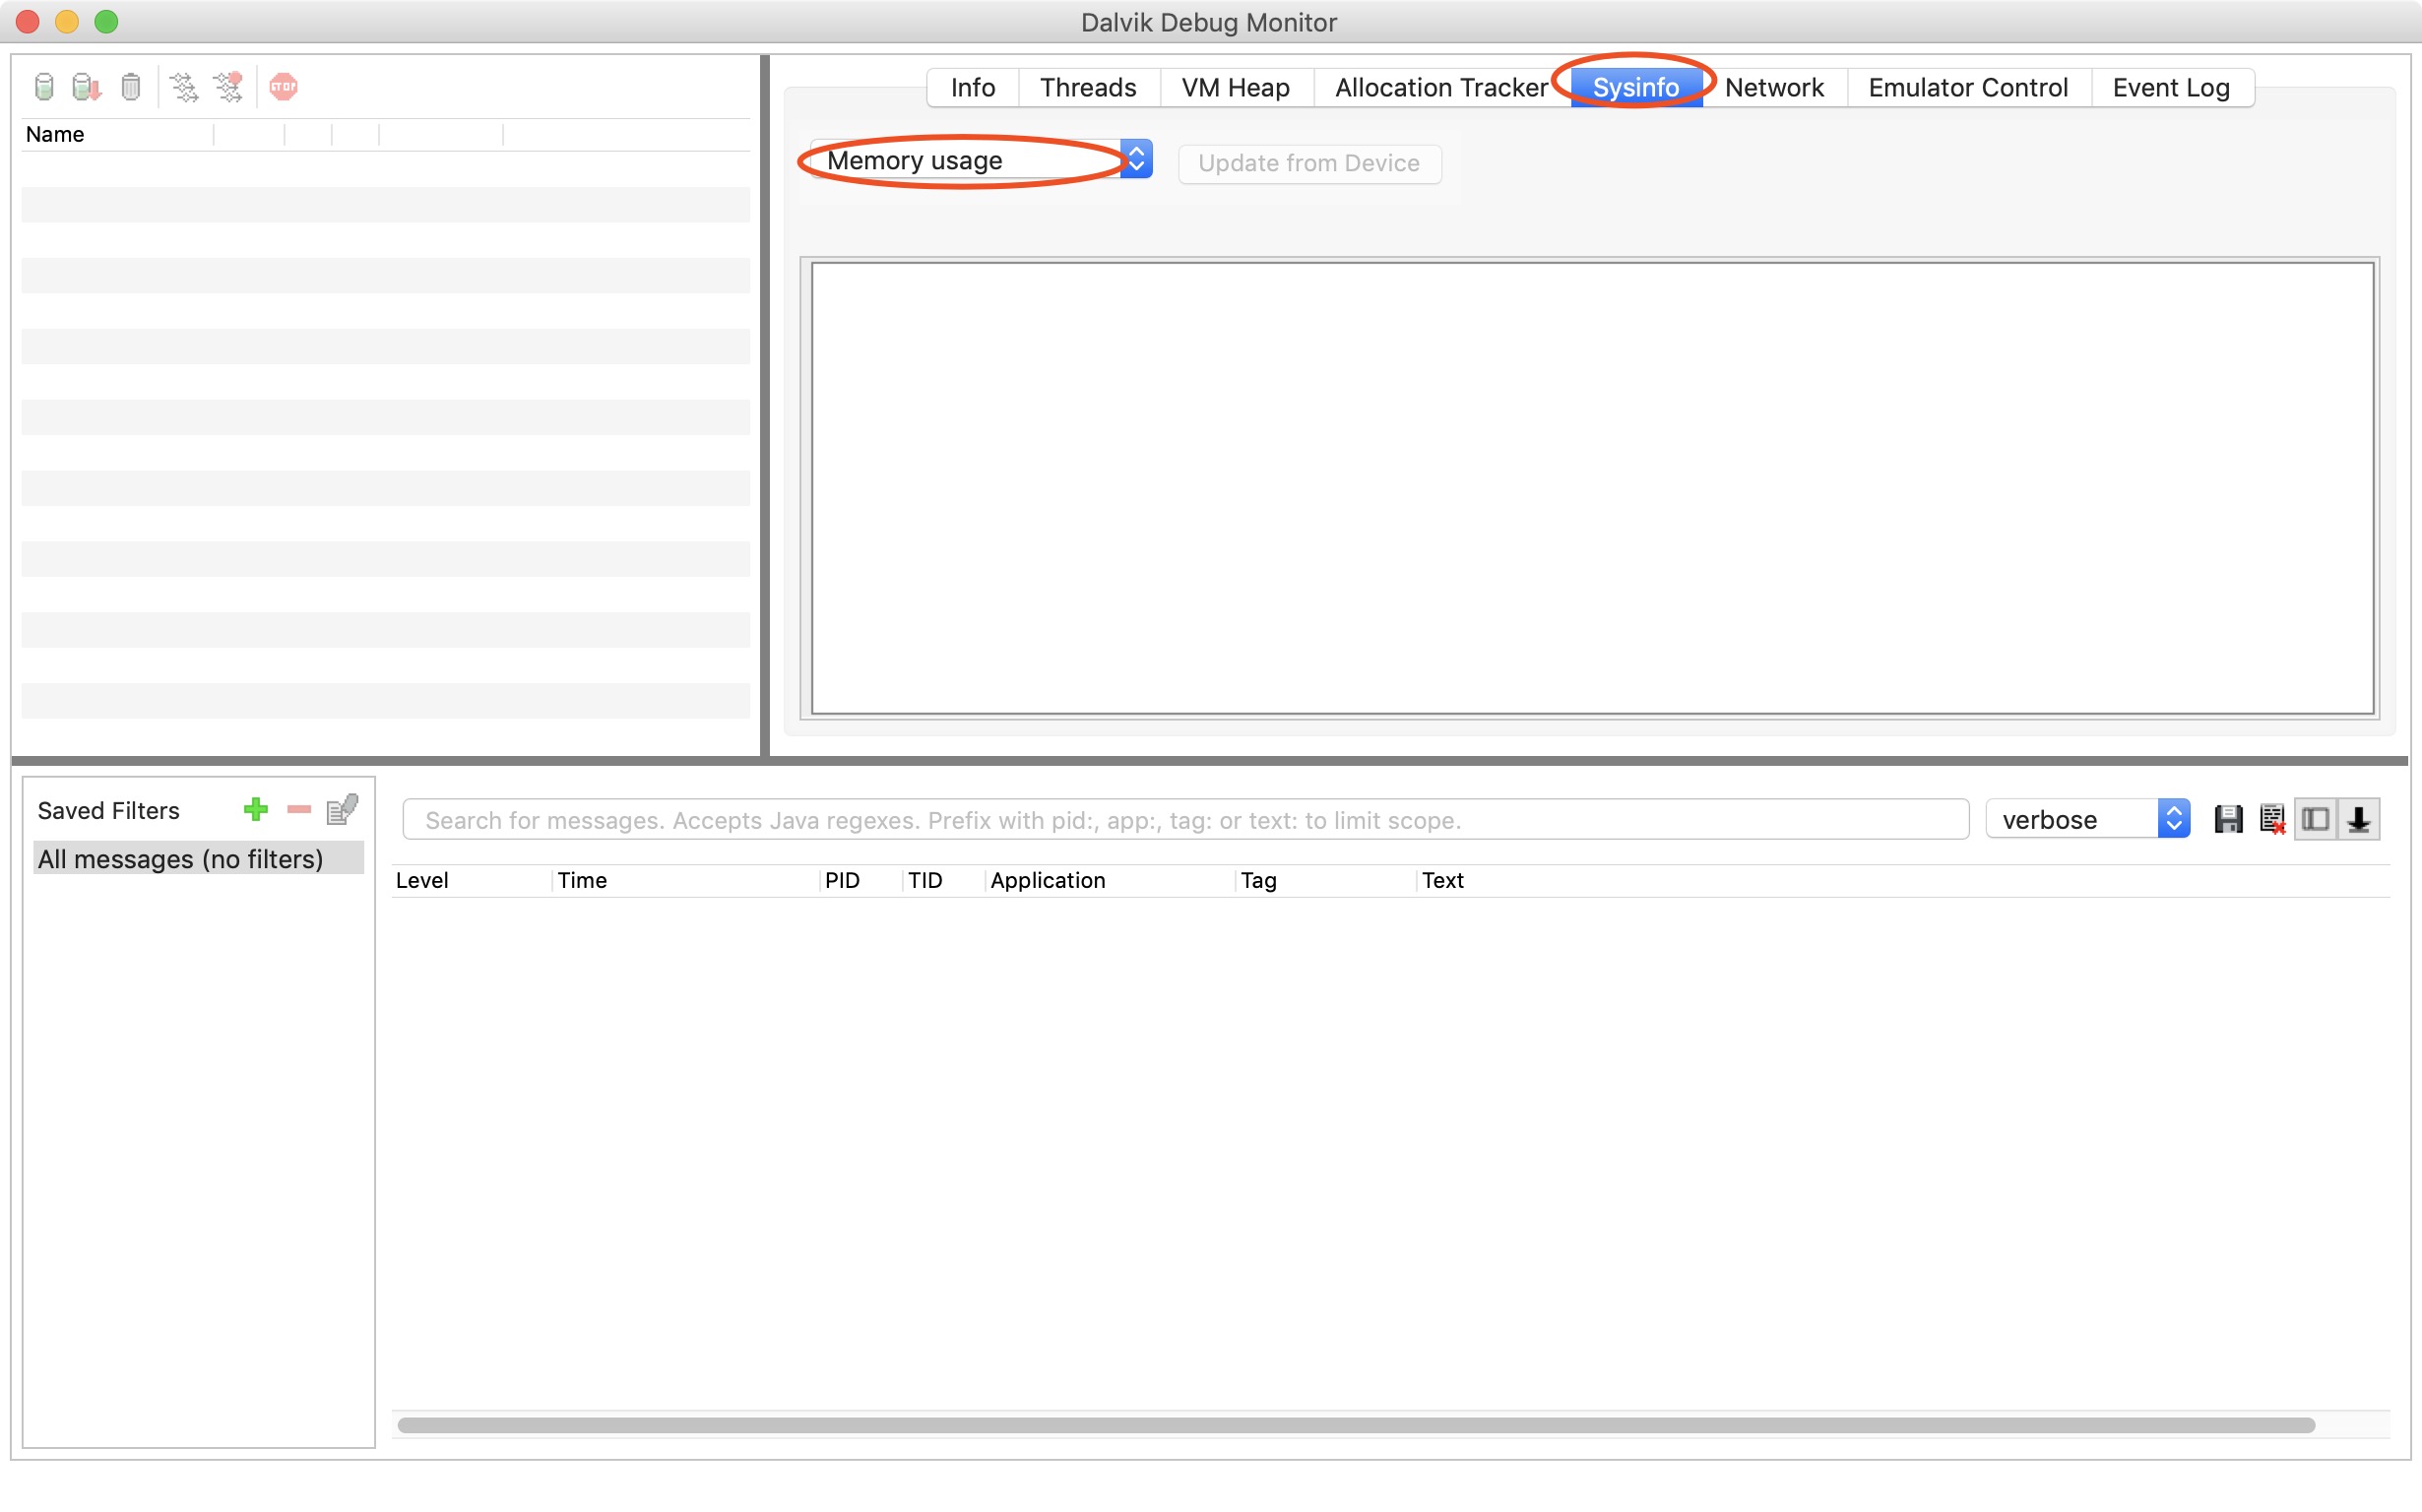 Dalvik Debug Monitor
STOP
Name
Info Threads VM Heap Allocation Tracker Sysinfo Network Emulator Control Event Log
Memory usage Update from Device
Saved Filters
All messages (no filters)
Search for messages. Accepts Java regexes. Prefix with pid:, app:, tag: or text: to limit scope. verbose
Level Time PID TID Application Tag Text